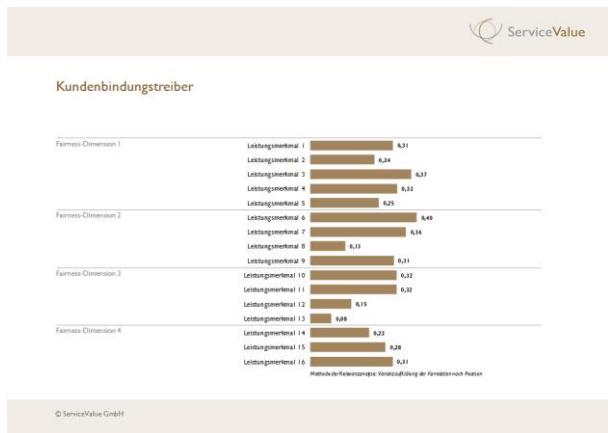 ServiceValue
Kundenbindungstreiber
Fairness-Dimension 1
Leistungsmerkmal 1 0,31
Leistungsmerkmal 2 0,24
Leistungsmerkmal 3 0,37
Leistungsmerkmal 4 0,32
Leistungsmerkmal 5 0,25
Fairness-Dimension 2
Leistungsmerkmal 6 0,40
Leistungsmerkmal 7 0,36
Leistungsmerkmal 8 0,13
Leistungsmerkmal 9 0,31
Fairness-Dimension 3
Leistungsmerkmal 10 0,32
Leistungsmerkmal 11 0,32
Leistungsmerkmal 12 0,15
Leistungsmerkmal 13 0,08
Fairness-Dimension 4
Leistungsmerkmal 14 0,22
Leistungsmerkmal 15 0,28
Leistungsmerkmal 16 0,31
Methode der Relevanzanalyse: Varianzaufklärung der Korrelation nach Pearson
© ServiceValue GmbH